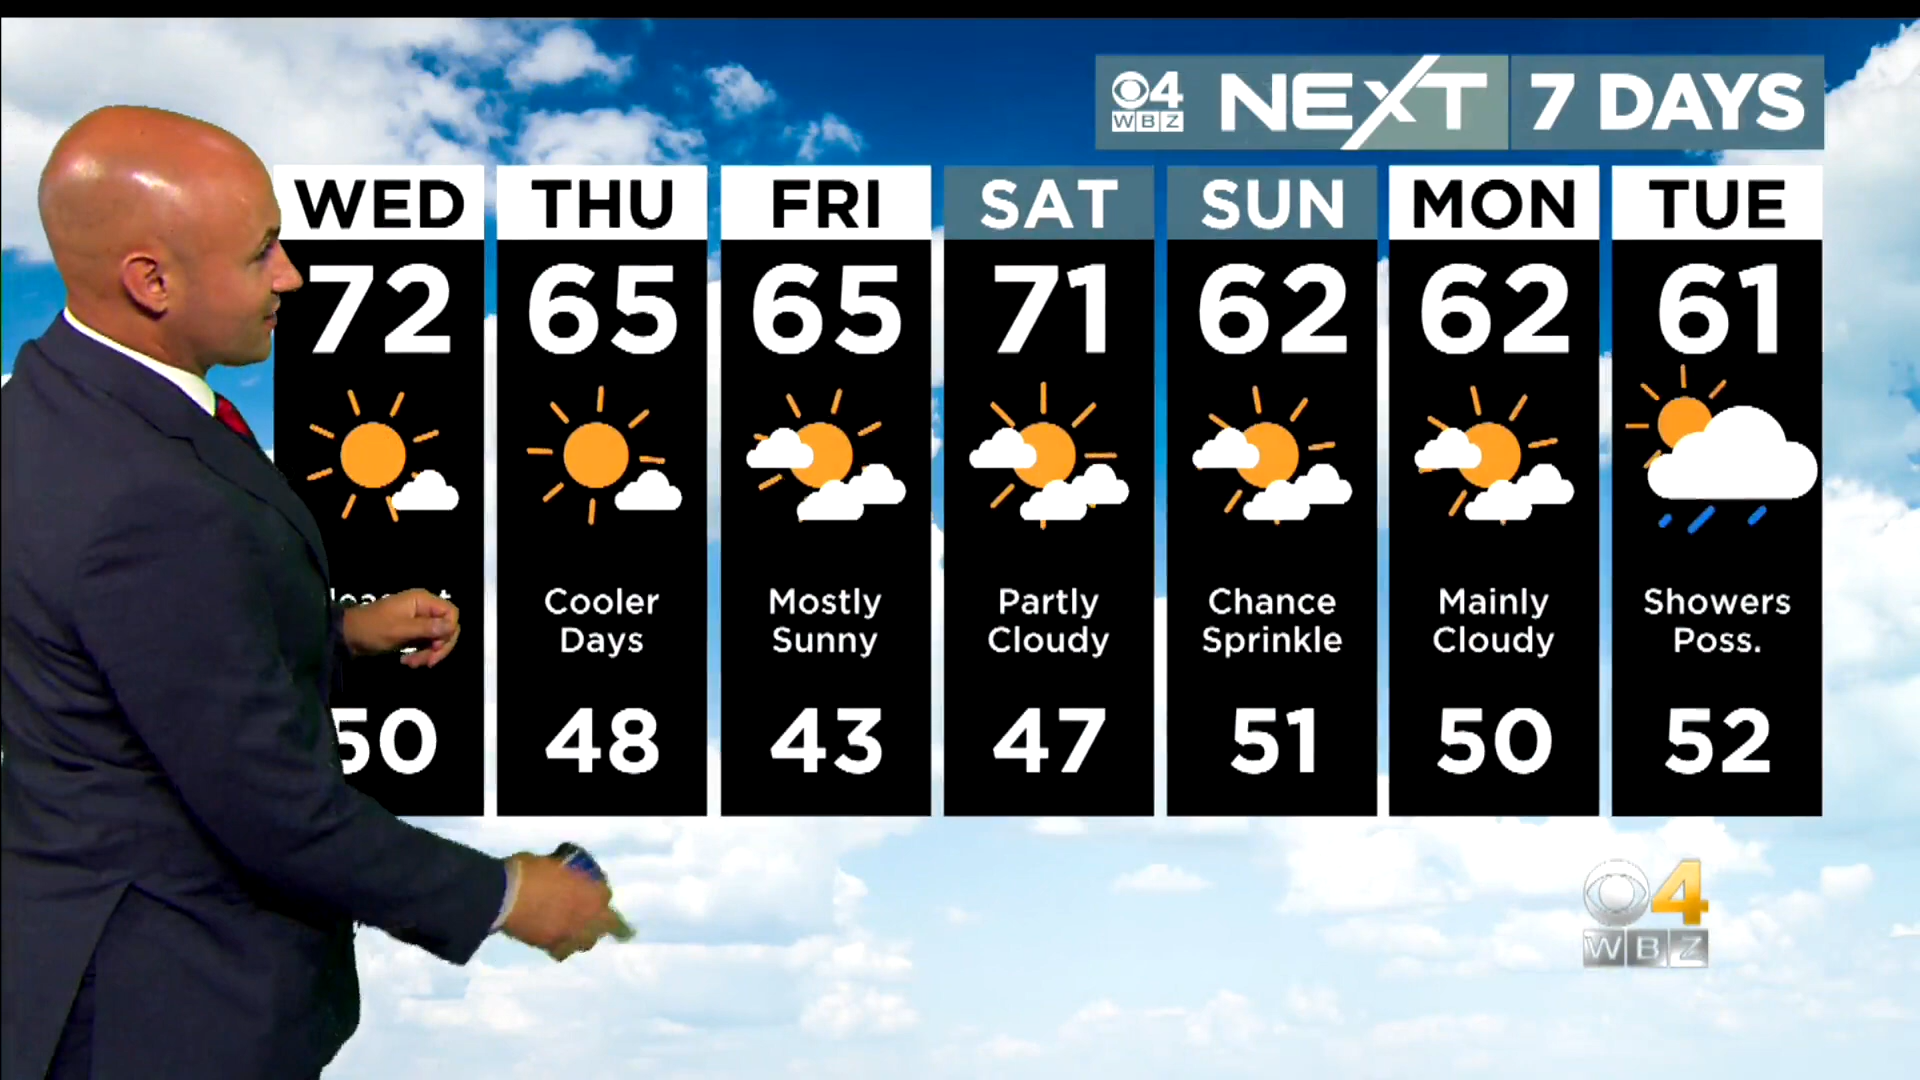 4 NEXT 7 DAYS
WBZ
WED THU FRI SAT SUN MON TUE
72 65 65 71 62 62 61
Cooler Mostly Partly Chance Mainly Showers
Days Sunny Cloudy Sprinkle Cloudy Poss.
50 48 43 47 51 50 52
4
WBZ